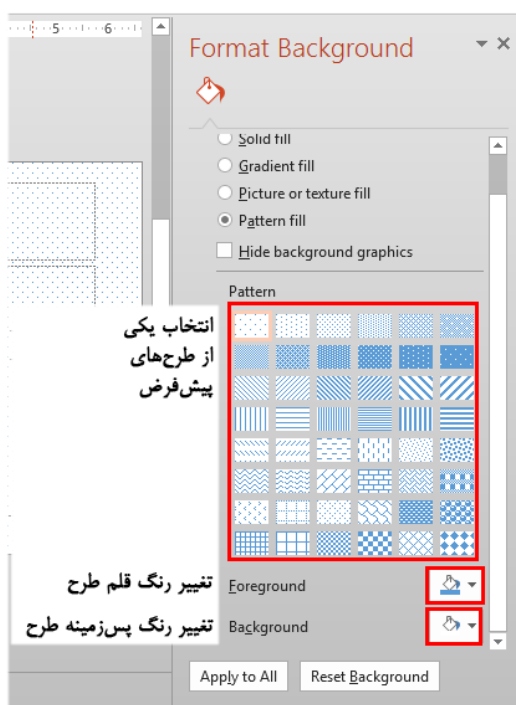 5 6
Format Background
Solid fill
Gradient fill
Picture or texture fill
Pattern fill
Hide background graphics
Pattern
انتخاب یکی
از طرح‌های
پیش‌فرض
تغییر رنگ قلم طرح
Foreground
تغییر رنگ پس‌زمینه طرح
Background
Apply to All Reset Background